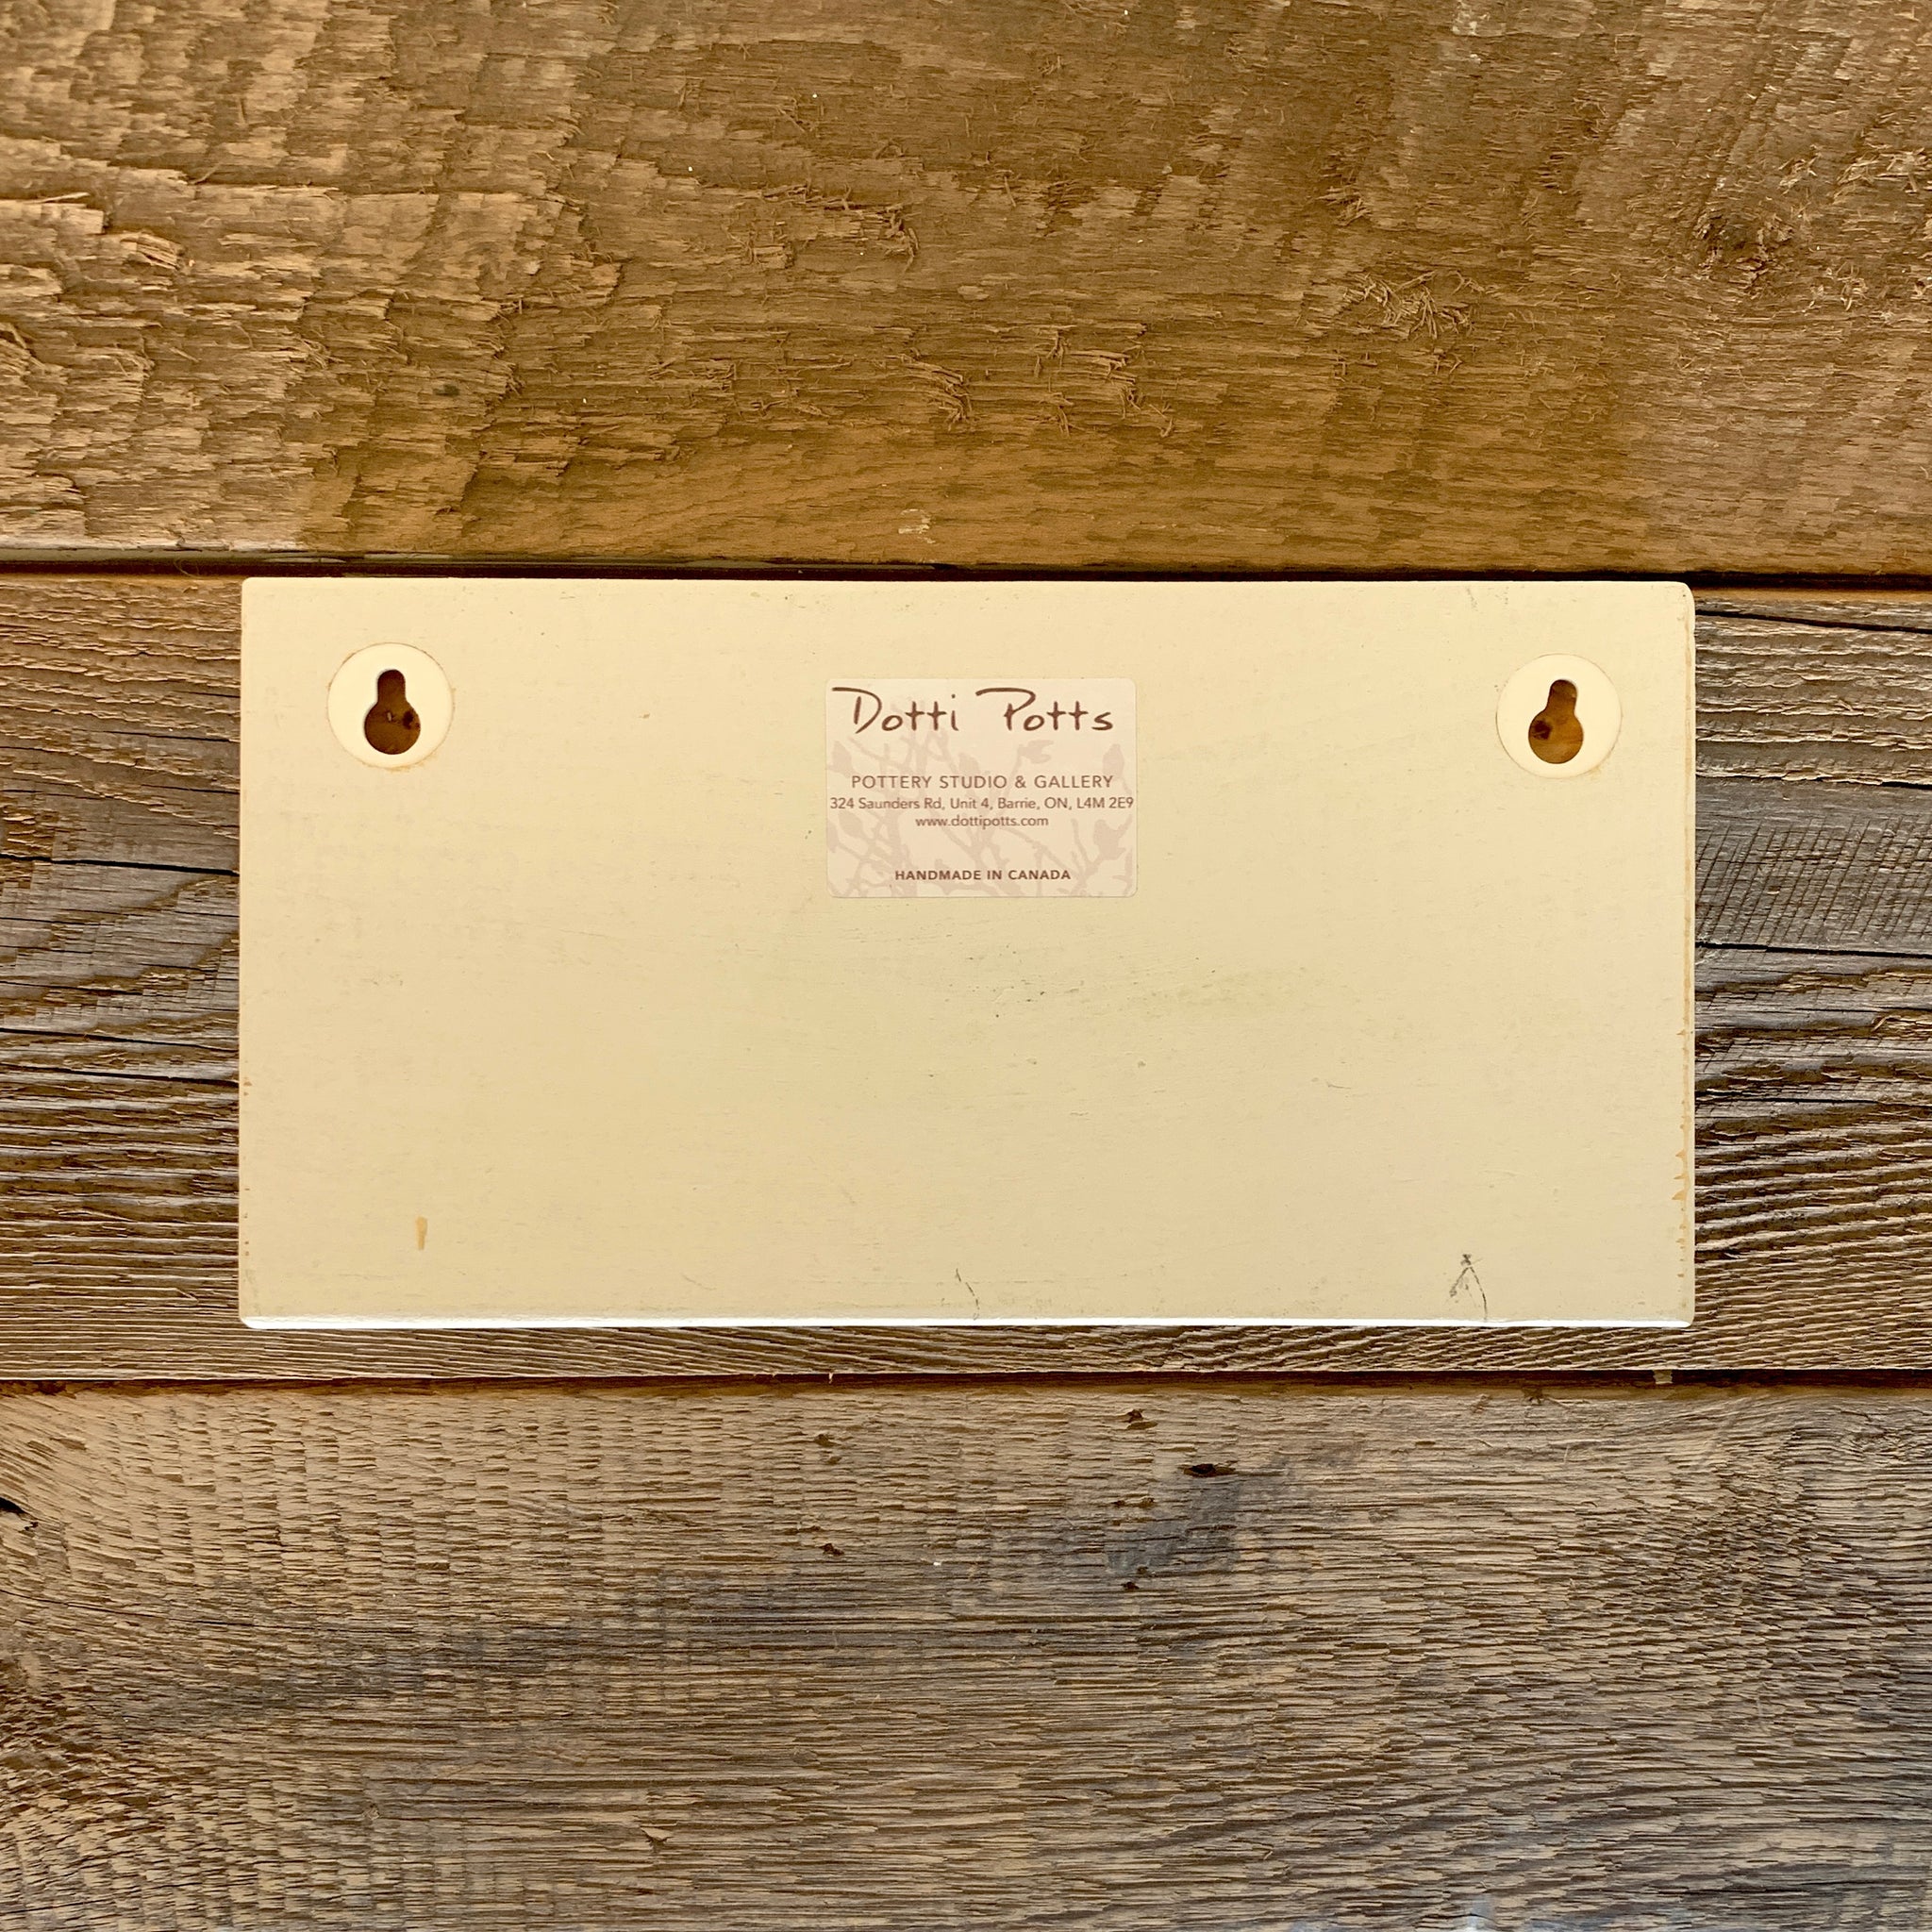 Dotti Potts
POTTERY STUDIO & GALLERY
324 Saunders Rd, Unit 4, Barrie, ON, L4M 2E9
www.dottipotts.com
HANDMADE IN CANADA